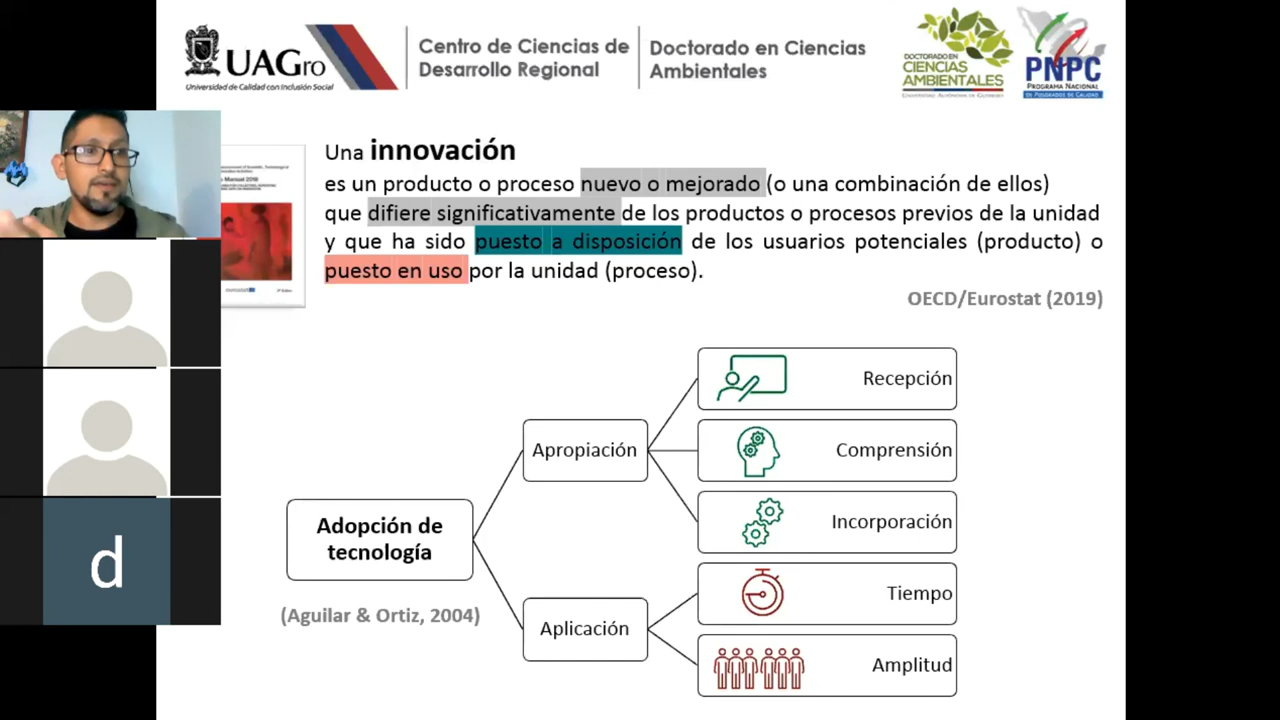 UAGro
Universidad de Calidad con Inclusión Social
Centro de Ciencias de
Desarrollo Regional
Doctorado en Ciencias
Ambientales
DOCTORADO EN
CIENCIAS
AMBIENTALES
PNPC
PROGRAMA NACIONAL
DE POSGRADOS DE CALIDAD
Manual 2018
Una innovación
es un producto o proceso nuevo o mejorado (o una combinación de ellos)
que difiere significativamente de los productos o procesos previos de la unidad
y que ha sido puesto a disposición de los usuarios potenciales (producto) o
puesto en uso por la unidad (proceso).
OECD/Eurostat (2019)
Adopción de
tecnología
(Aguilar & Ortiz, 2004)
Apropiación
Recepción
Comprensión
Incorporación
Aplicación
Tiempo
Amplitud
d